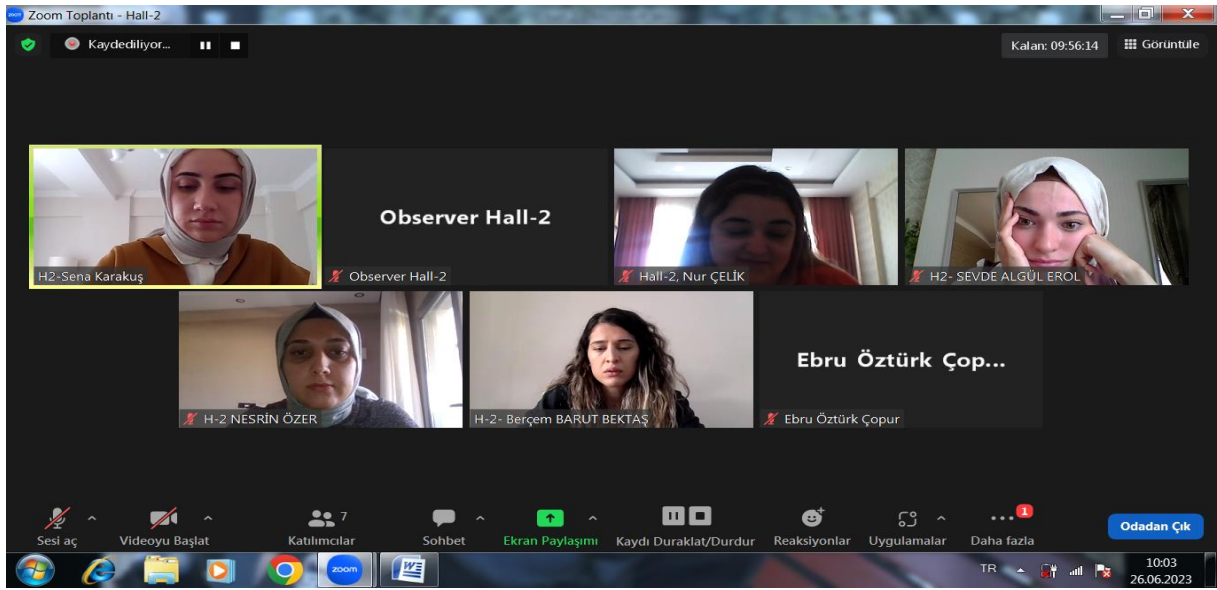 Zoom Toplantı - Hall-2
Kaydediliyor...
Kalan: 09:56:14
Görüntüle
H2-Sena Karakuş
Observer Hall-2
Observer Hall-2
Hall-2, Nur ÇELİK
H2- SEVDE ALGÜL EROL
H-2 NESRİN ÖZER
H-2- Berçem BARUT BEKTAŞ
Ebru Öztürk Çop...
Ebru Öztürk Çopur
7
1
Sesi aç
Videoyu Başlat
Katılımcılar
Sohbet
Ekran Paylaşımı
Kaydı Duraklat/Durdur
Reaksiyonlar
Uygulamalar
Daha fazla
Odadan Çık
zoom
TR
10:03
26.06.2023